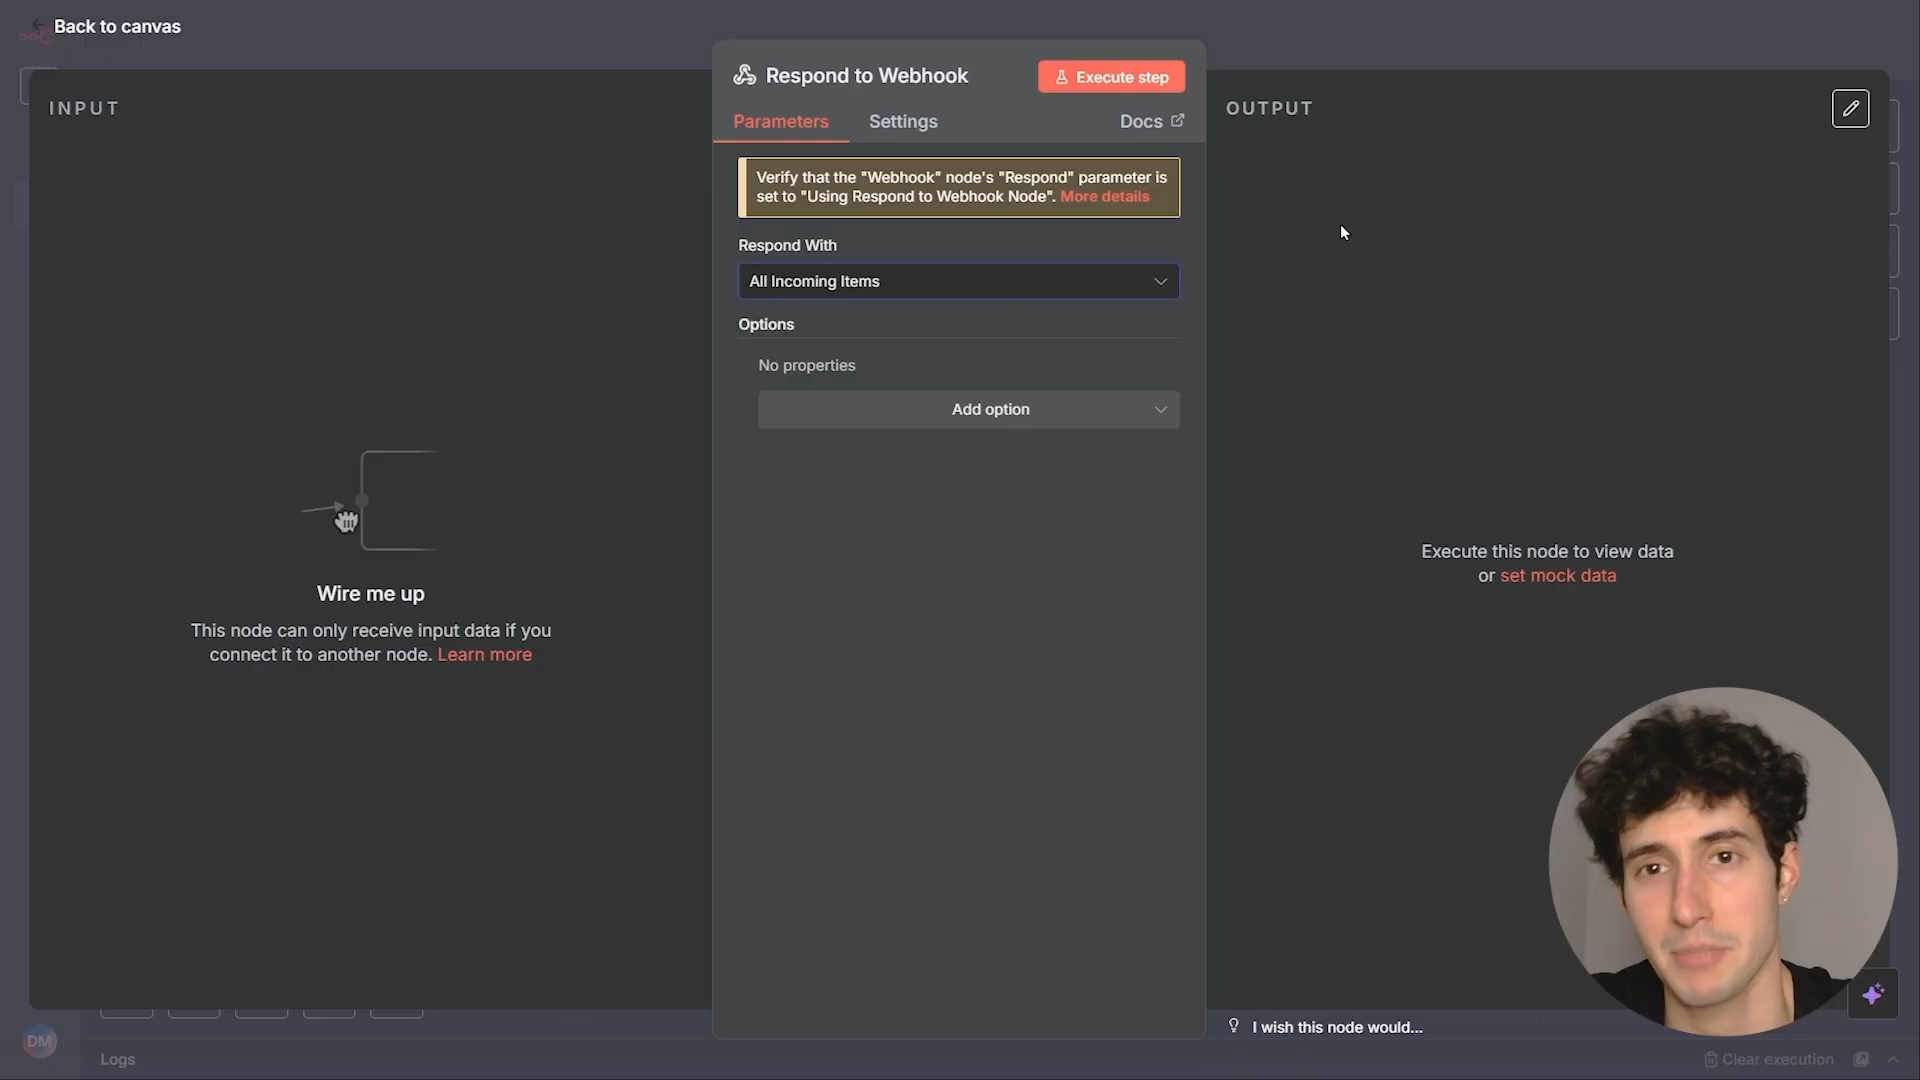 Back to canvas
INPUT
Respond to Webhook
Execute step
Parameters
Settings
Docs
Verify that the "Webhook" node's "Respond" parameter is
set to "Using Respond to Webhook Node". More details
Respond With
All Incoming Items
Options
No properties
Add option
Wire me up
This node can only receive input data if you
connect it to another node. Learn more
OUTPUT
Execute this node to view data
or set mock data
I wish this node would...
DM
Logs
Clear execution